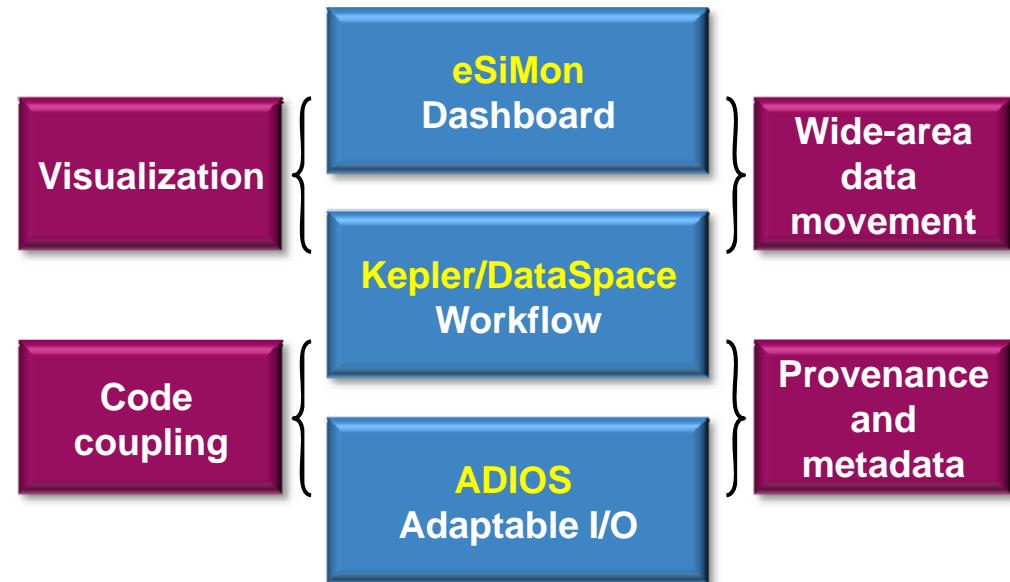 eSiMon
Dashboard
Visualization
Wide-area
data
movement
Kepler/DataSpace
Workflow
Code
coupling
Provenance
and
metadata
ADIOS
Adaptable I/O